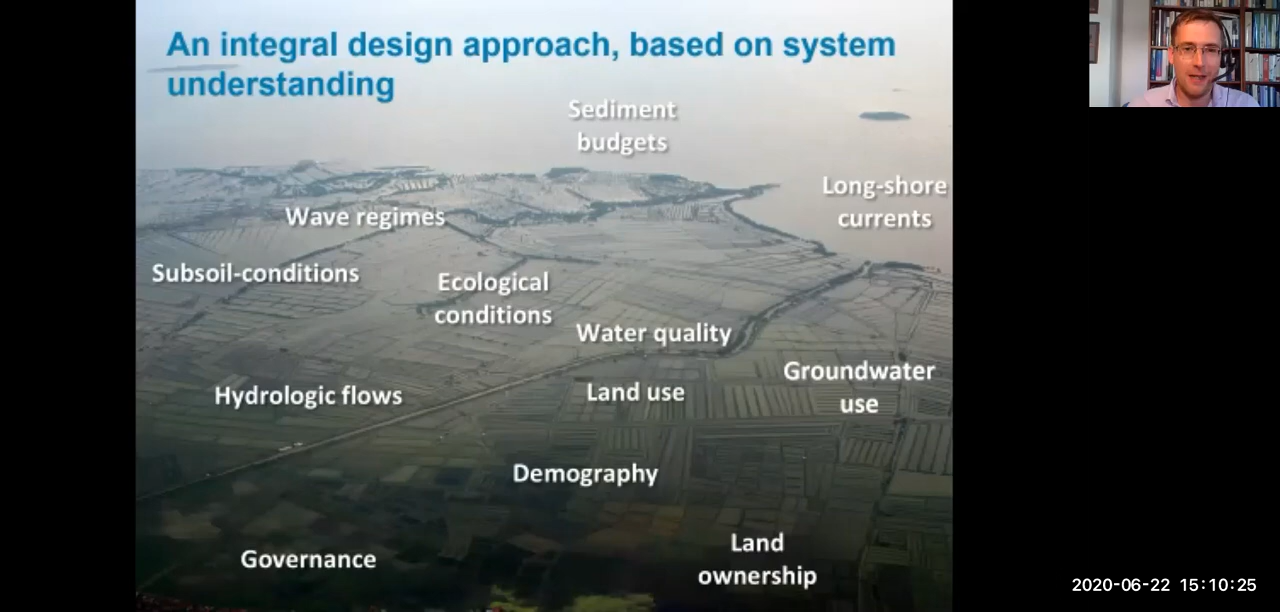 An integral design approach, based on system
understanding
Sediment
budgets
Long-shore
currents
Wave regimes
Subsoil-conditions
Ecological
conditions
Water quality
Groundwater
use
Hydrologic flows
Land use
Demography
Governance
Land
ownership
2020-06-22 15:10:25